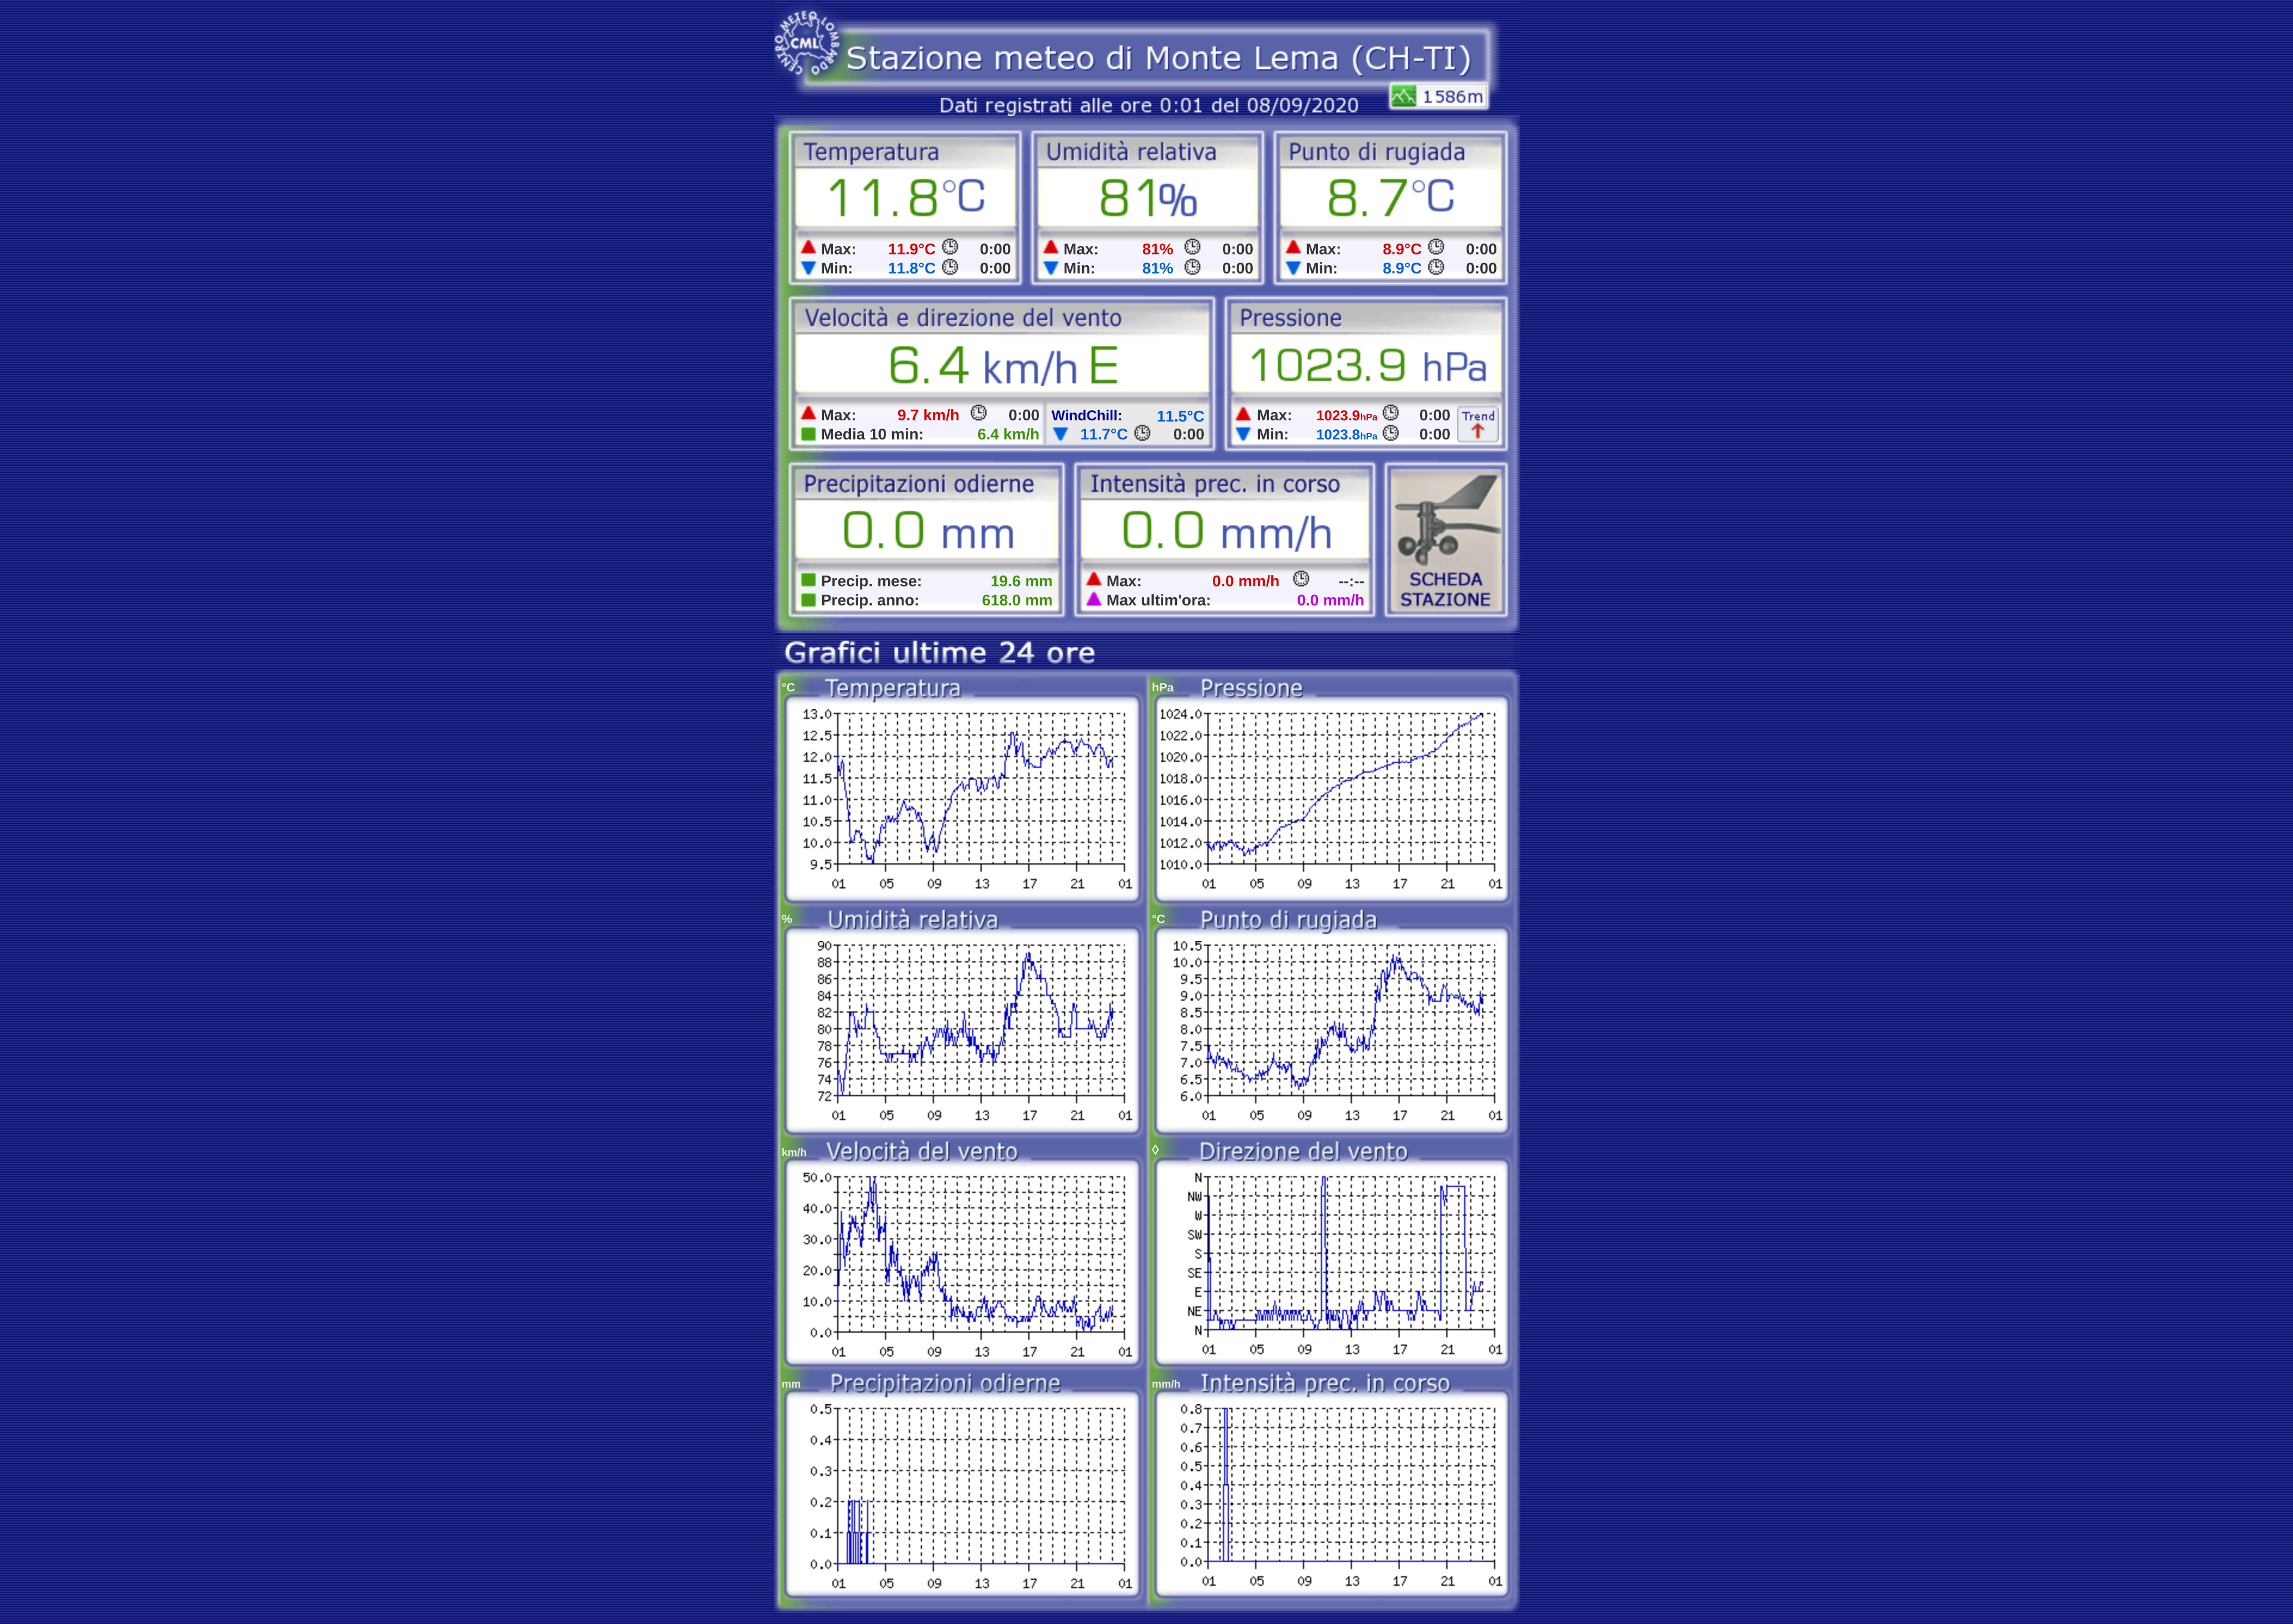 CENTRO METEO LOMBARDO
CML
Stazione meteo di Monte Lema (CH-TI)
Dati registrati alle ore 0:01 del 08/09/2020
1586m
Temperatura
11.8°C
Max: 11.9°C 0:00
Min: 11.8°C 0:00
Umidità relativa
81%
Max: 81% 0:00
Min: 81% 0:00
Punto di rugiada
8.7°C
Max: 8.9°C 0:00
Min: 8.9°C 0:00
Velocità e direzione del vento
6.4 km/h E
Max: 9.7 km/h 0:00
Media 10 min: 6.4 km/h
WindChill: 11.5°C
11.7°C 0:00
Pressione
1023.9 hPa
Max: 1023.9hPa 0:00
Min: 1023.8hPa 0:00
Trend
Precipitazioni odierne
0.0 mm
Precip. mese: 19.6 mm
Precip. anno: 618.0 mm
Intensità prec. in corso
0.0 mm/h
Max: 0.0 mm/h --:--
Max ultim'ora: 0.0 mm/h
SCHEDA
STAZIONE
Grafici ultime 24 ore
°C Temperatura
13.0
12.5
12.0
11.5
11.0
10.5
10.0
9.5
01 05 09 13 17 21 01
hPa Pressione
1024.0
1022.0
1020.0
1018.0
1016.0
1014.0
1012.0
1010.0
01 05 09 13 17 21 01
% Umidità relativa
90
88
86
84
82
80
78
76
74
72
01 05 09 13 17 21 01
°C Punto di rugiada
10.5
10.0
9.5
9.0
8.5
8.0
7.5
7.0
6.5
6.0
01 05 09 13 17 21 01
km/h Velocità del vento
50.0
40.0
30.0
20.0
10.0
0.0
01 05 09 13 17 21 01
◊ Direzione del vento
N
NW
W
SW
S
SE
E
NE
N
01 05 09 13 17 21 01
mm Precipitazioni odierne
0.5
0.4
0.3
0.2
0.1
0.0
01 05 09 13 17 21 01
mm/h Intensità prec. in corso
0.8
0.7
0.6
0.5
0.4
0.3
0.2
0.1
0.0
01 05 09 13 17 21 01